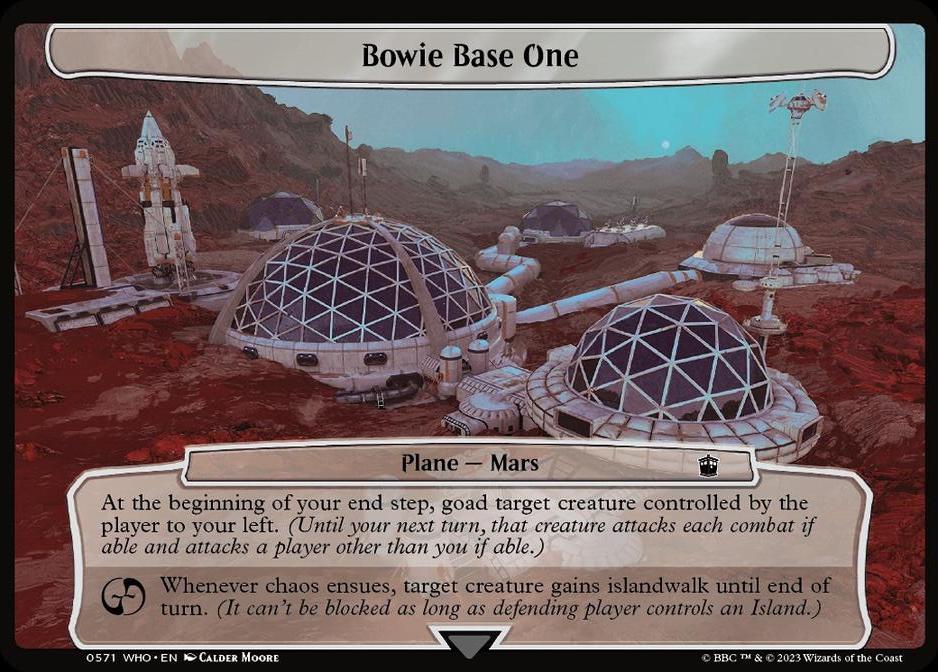 Bowie Base One
Plane — Mars
At the beginning of your end step, goad target creature controlled by the
player to your left. (Until your next turn, that creature attacks each combat if
able and attacks a player other than you if able.)
Whenever chaos ensues, target creature gains islandwalk until end of
turn. (It can't be blocked as long as defending player controls an Island.)
0571 WHO • EN Calder Moore
© BBC ™ & © 2023 Wizards of the Coast